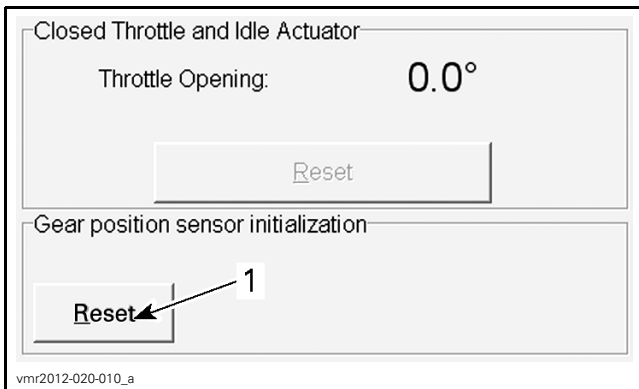 Closed Throttle and Idle Actuator
Throttle Opening: 0.0°
Reset
Gear position sensor initialization
1
Reset
vmr2012-020-010_a